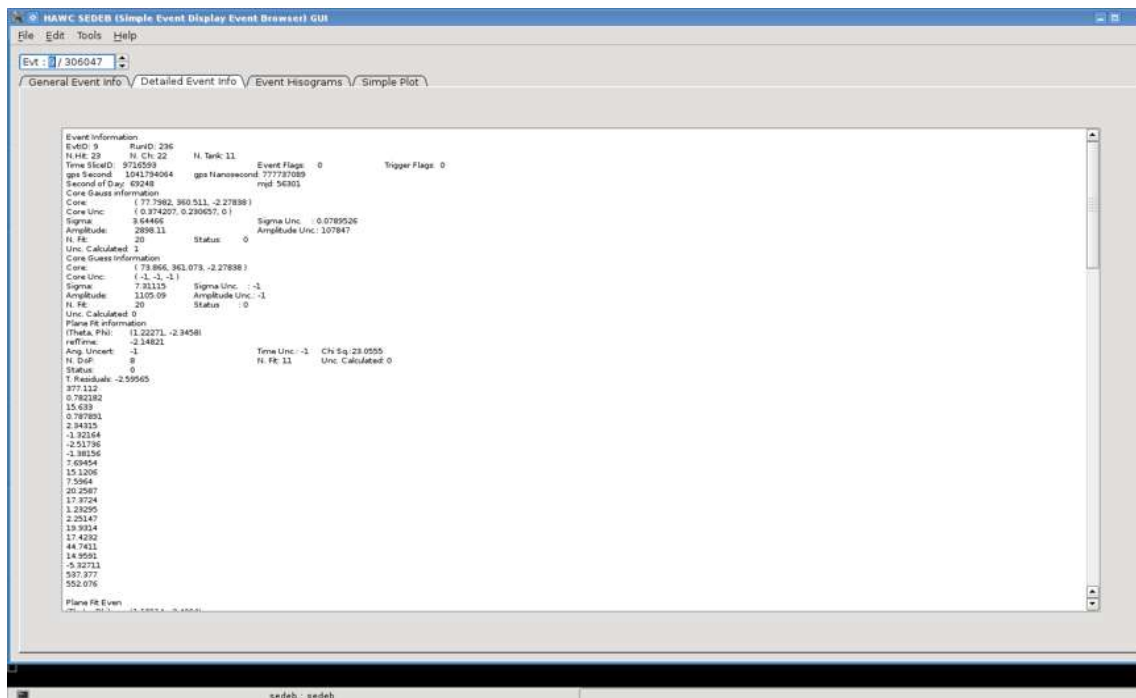 HAWC SEDEB (Simple Event Display Event Browser) GUI
File Edit Tools Help
Evt : / 306047
General Event Info Detailed Event Info Event Hisograms Simple Plot
Event Information
EvtID: 9 RunID: 236
N.Hit: 23 N. Ch: 22 N. Tank: 11
Time SliceID: 9716593 Event Flags: 0 Trigger Flags: 0
gps Second: 1041794064 gps Nanosecond: 777737089
Second of Day: 69248 mjd: 56301
Core Gauss information
Core: ( 77.7982, 360.511, -2.27838 )
Core Unc: ( 0.374207, 0.230657, 0 )
Sigma: 3.64466 Sigma Unc. : 0.0789526
Amplitude: 2898.11 Amplitude Unc.: 107847
N. Fit: 20 Status: 0
Unc. Calculated: 1
Core Guess Information
Core: ( 73.866, 361.073, -2.27838 )
Core Unc: ( -1, -1, -1 )
Sigma: 7.31115 Sigma Unc. : -1
Amplitude: 1105.09 Amplitude Unc.: -1
N. Fit: 20 Status : 0
Unc. Calculated: 0
Plane Fit information
(Theta, Phi): (1.22271, -2.3458)
refTime: -2.14821
Ang. Uncert: -1 Time Unc.: -1 Chi Sq.:23.0555
N. DoF: 8 N. Fit: 11 Unc. Calculated: 0
Status: 0
T. Residuals: -2.59565
377.112
0.782182
15.633
0.787891
2.34315
-1.32164
-2.51796
-1.38156
7.69454
15.1206
7.5964
20.2587
17.3724
1.23295
2.25147
19.9314
17.4232
44.7411
14.9591
-5.32711
537.377
552.076
Plane Fit Even
sedeb : sedeb